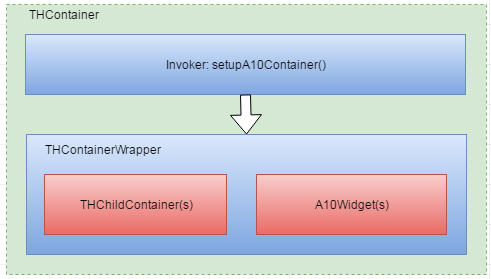 THContainer
Invoker: setupA10Container()
THContainerWrapper
THChildContainer(s)
A10Widget(s)